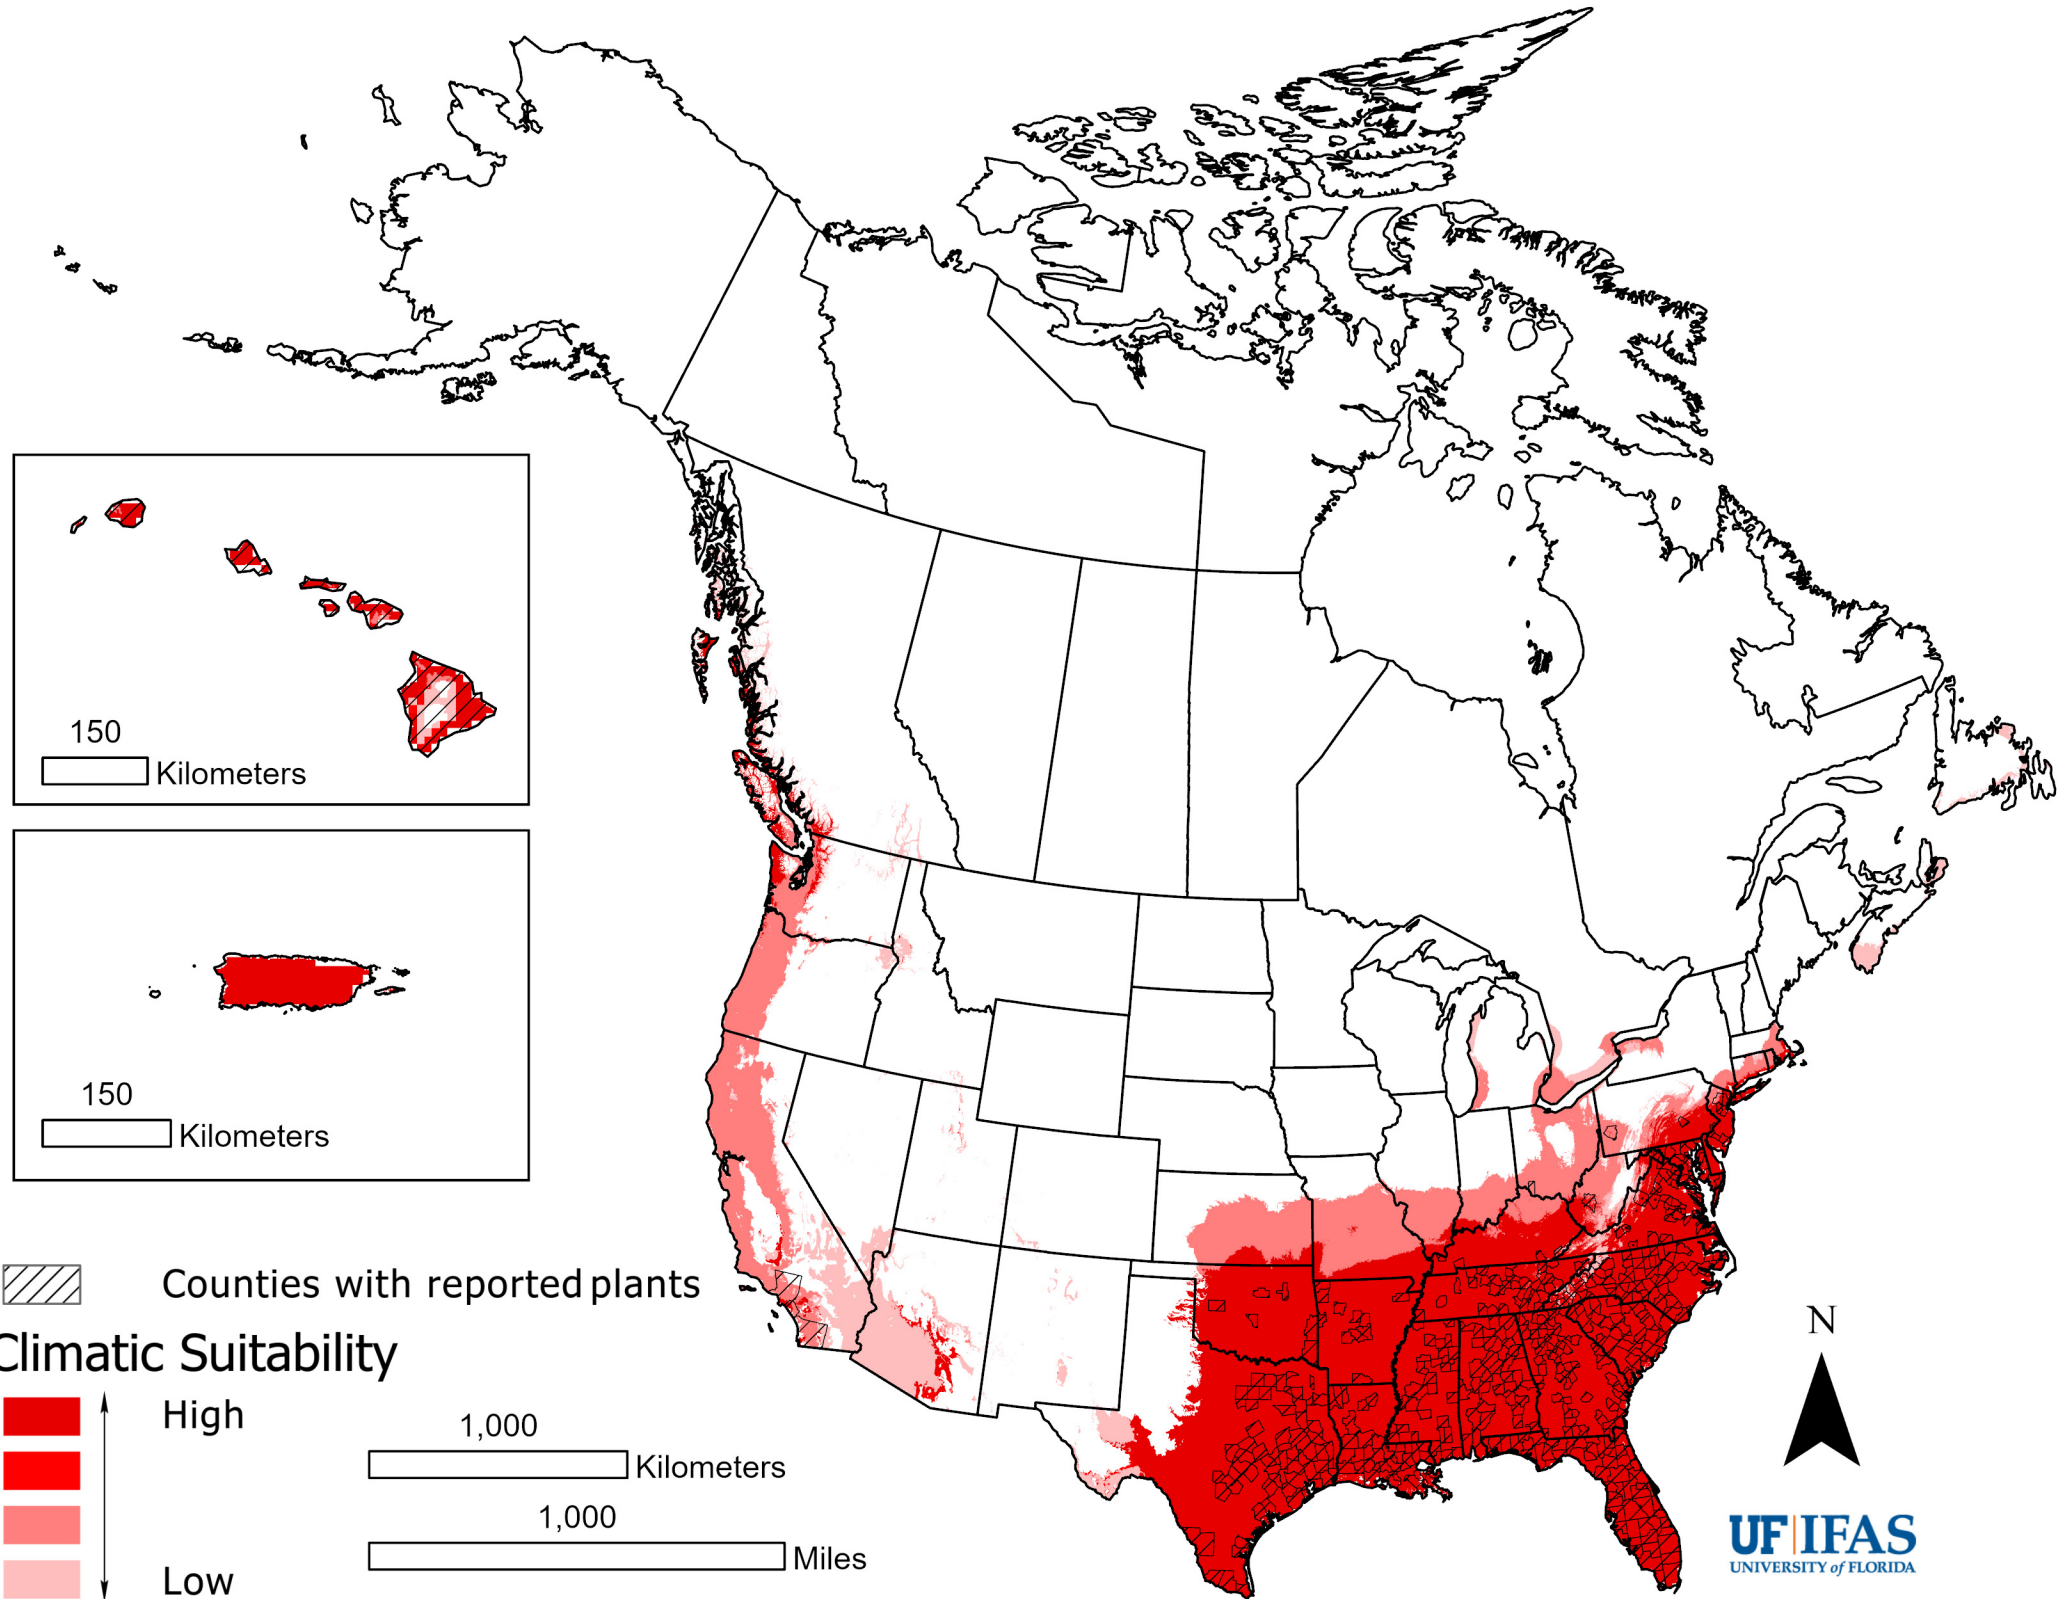 150
Kilometers
150
Kilometers
Counties with reported plants
Climatic Suitability
High
Low
1,000
Kilometers
1,000
Miles
N
UF|IFAS
UNIVERSITY of FLORIDA